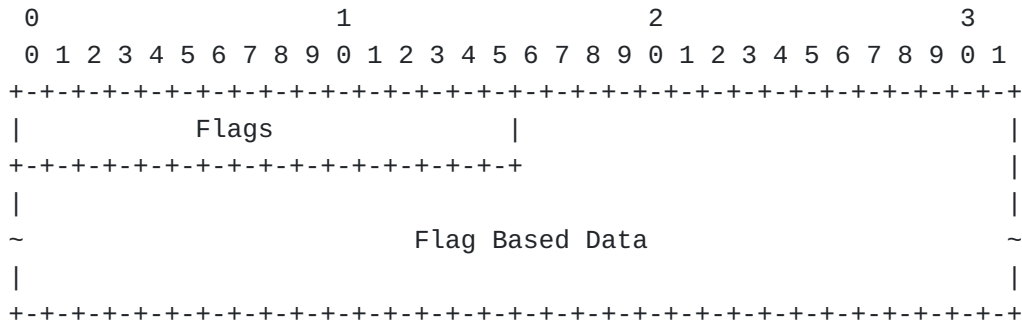 0                   1                   2                   3
 0 1 2 3 4 5 6 7 8 9 0 1 2 3 4 5 6 7 8 9 0 1 2 3 4 5 6 7 8 9 0 1
+-+-+-+-+-+-+-+-+-+-+-+-+-+-+-+-+-+-+-+-+-+-+-+-+-+-+-+-+-+-+-+-+
|           Flags               |                               |
+-+-+-+-+-+-+-+-+-+-+-+-+-+-+-+-+                               |
|                                                               |
~                         Flag Based Data                       ~
|                                                               |
+-+-+-+-+-+-+-+-+-+-+-+-+-+-+-+-+-+-+-+-+-+-+-+-+-+-+-+-+-+-+-+-+